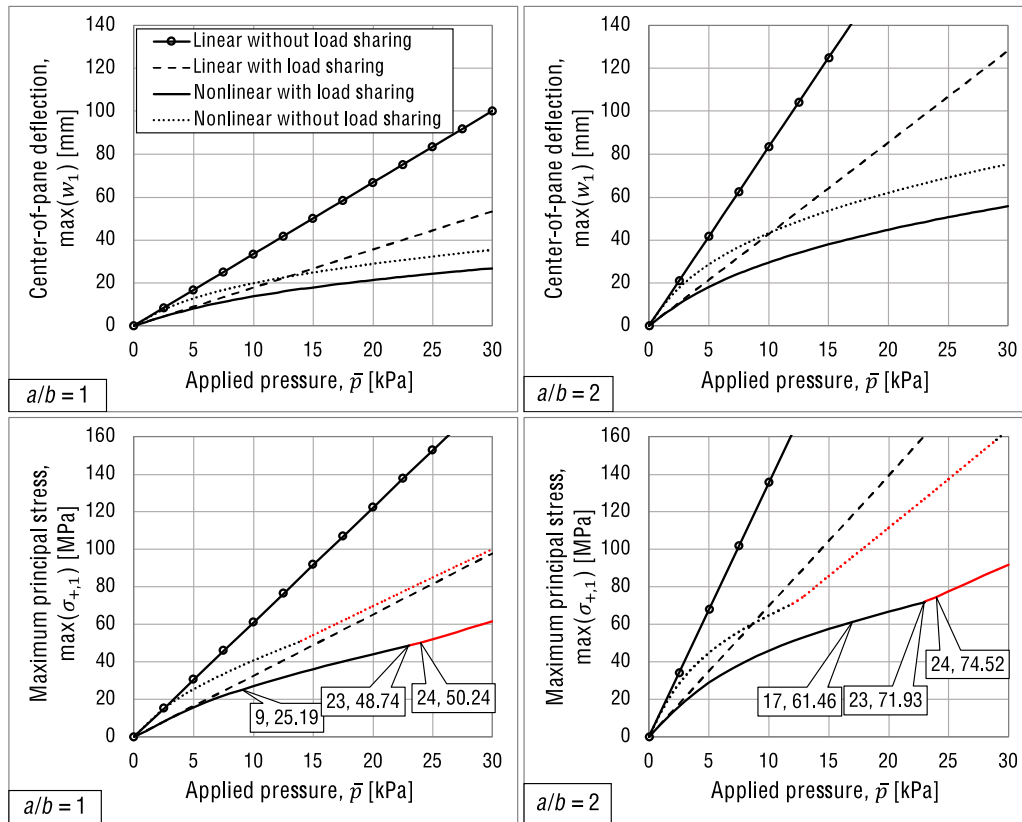 Center-of-pane deflection,
max(w₁) [mm]
140
120
100
80
60
40
20
0
Linear without load sharing
Linear with load sharing
Nonlinear with load sharing
Nonlinear without load sharing
0 5 10 15 20 25 30
Applied pressure, p̄ [kPa]
a/b = 1
Center-of-pane deflection,
max(w₁) [mm]
140
120
100
80
60
40
20
0
0 5 10 15 20 25 30
Applied pressure, p̄ [kPa]
a/b = 2
Maximum principal stress,
max(σ₊,₁) [MPa]
160
140
120
100
80
60
40
20
0
9, 25.19
23, 48.74
24, 50.24
0 5 10 15 20 25 30
Applied pressure, p̄ [kPa]
a/b = 1
Maximum principal stress,
max(σ₊,₁) [MPa]
160
140
120
100
80
60
40
20
0
17, 61.46
23, 71.93
24, 74.52
0 5 10 15 20 25 30
Applied pressure, p̄ [kPa]
a/b = 2